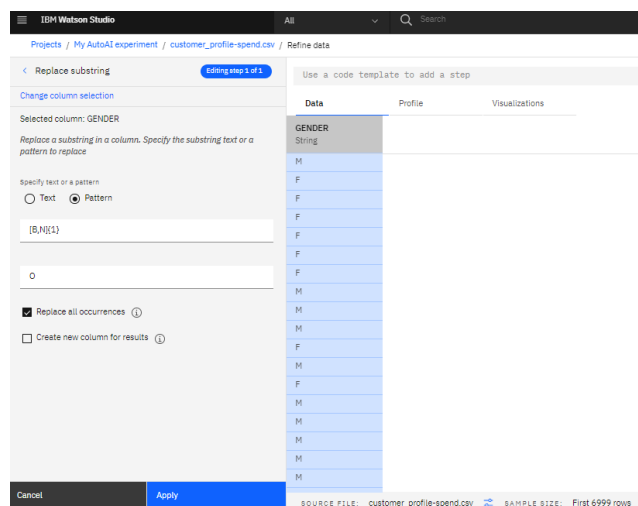 IBM Watson Studio
All
Search
Projects / My AutoAI experiment / customer_profile-spend.csv / Refine data
Replace substring
Editing step 1 of 1
Use a code template to add a step
Change column selection
Data Profile Visualizations
Selected column: GENDER
Replace a substring in a column. Specify the substring text or a
pattern to replace
Specify text or a pattern
Text Pattern
[B,N]{1}
O
Replace all occurrences
Create new column for results
Cancel Apply
GENDER
String
M
F
F
F
F
F
F
M
M
M
F
M
F
M
M
M
M
M
SOURCE FILE: customer_profile-spend.csv SAMPLE SIZE: First 6999 rows